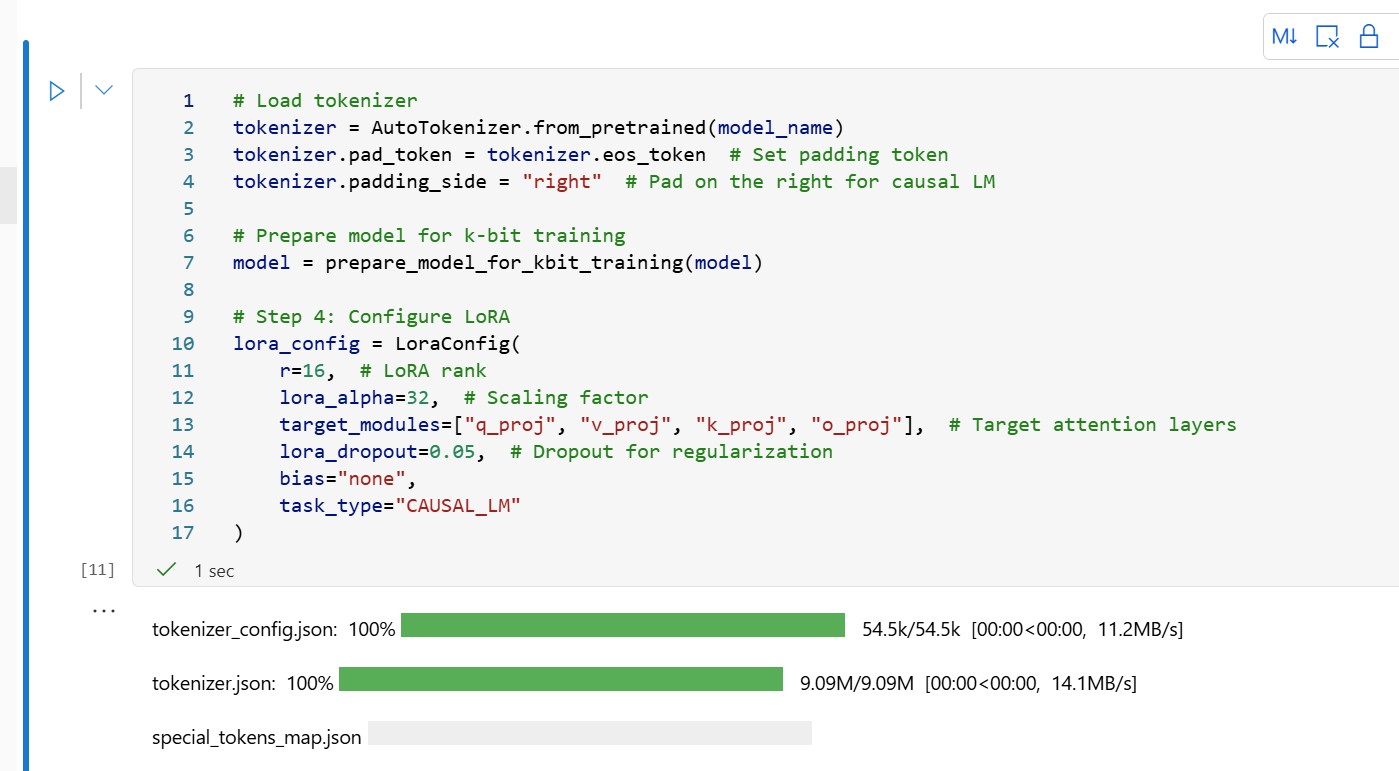 M↓
1 # Load tokenizer
2 tokenizer = AutoTokenizer.from_pretrained(model_name)
3 tokenizer.pad_token = tokenizer.eos_token  # Set padding token
4 tokenizer.padding_side = "right"  # Pad on the right for causal LM
5
6 # Prepare model for k-bit training
7 model = prepare_model_for_kbit_training(model)
8
9 # Step 4: Configure LoRA
10 lora_config = LoraConfig(
11     r=16,  # LoRA rank
12     lora_alpha=32,  # Scaling factor
13     target_modules=["q_proj", "v_proj", "k_proj", "o_proj"],  # Target attention layers
14     lora_dropout=0.05,  # Dropout for regularization
15     bias="none",
16     task_type="CAUSAL_LM"
17 )
[11] ✓ 1 sec
...
tokenizer_config.json: 100% 54.5k/54.5k [00:00<00:00, 11.2MB/s]
tokenizer.json: 100% 9.09M/9.09M [00:00<00:00, 14.1MB/s]
special_tokens_map.json